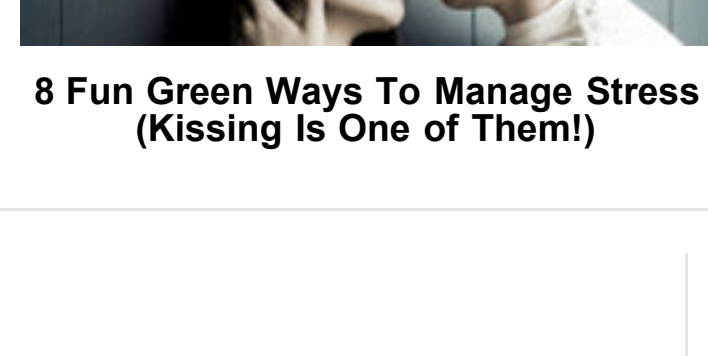 8 Fun Green Ways To Manage Stress
(Kissing Is One of Them!)